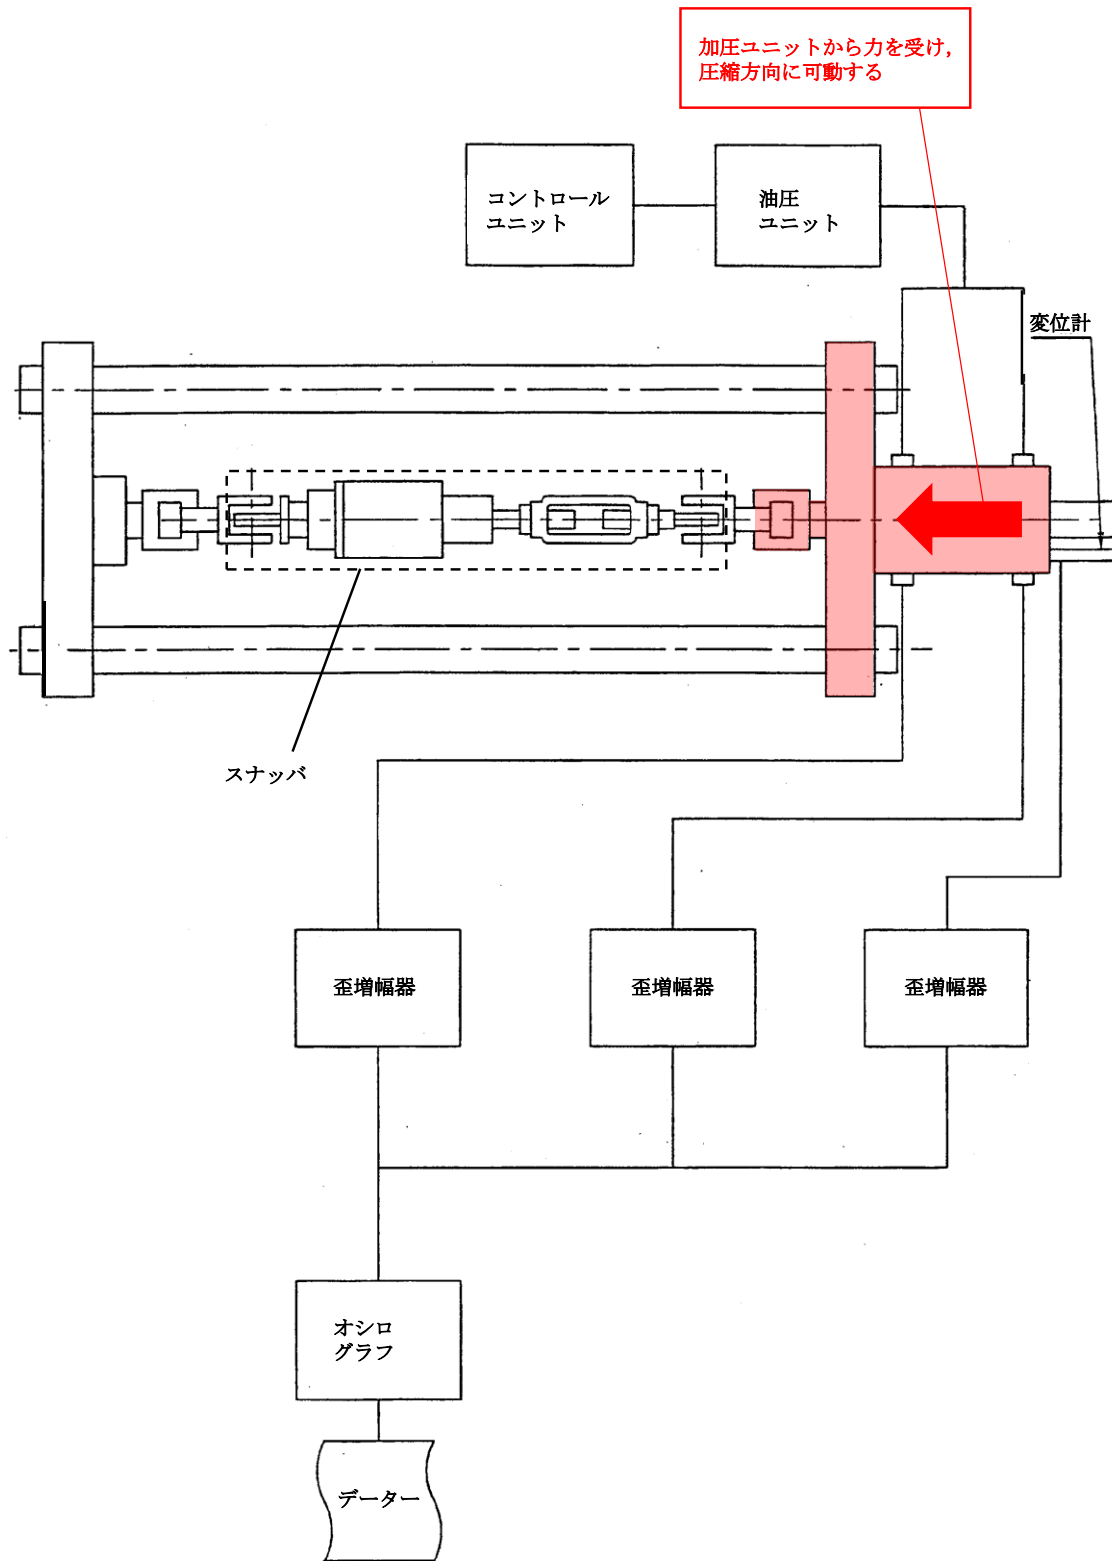 加圧ユニットから力を受け,
圧縮方向に可動する
コントロール
ユニット
油圧
ユニット
変位計
スナッバ
歪増幅器
歪増幅器
歪増幅器
オシロ
グラフ
データー